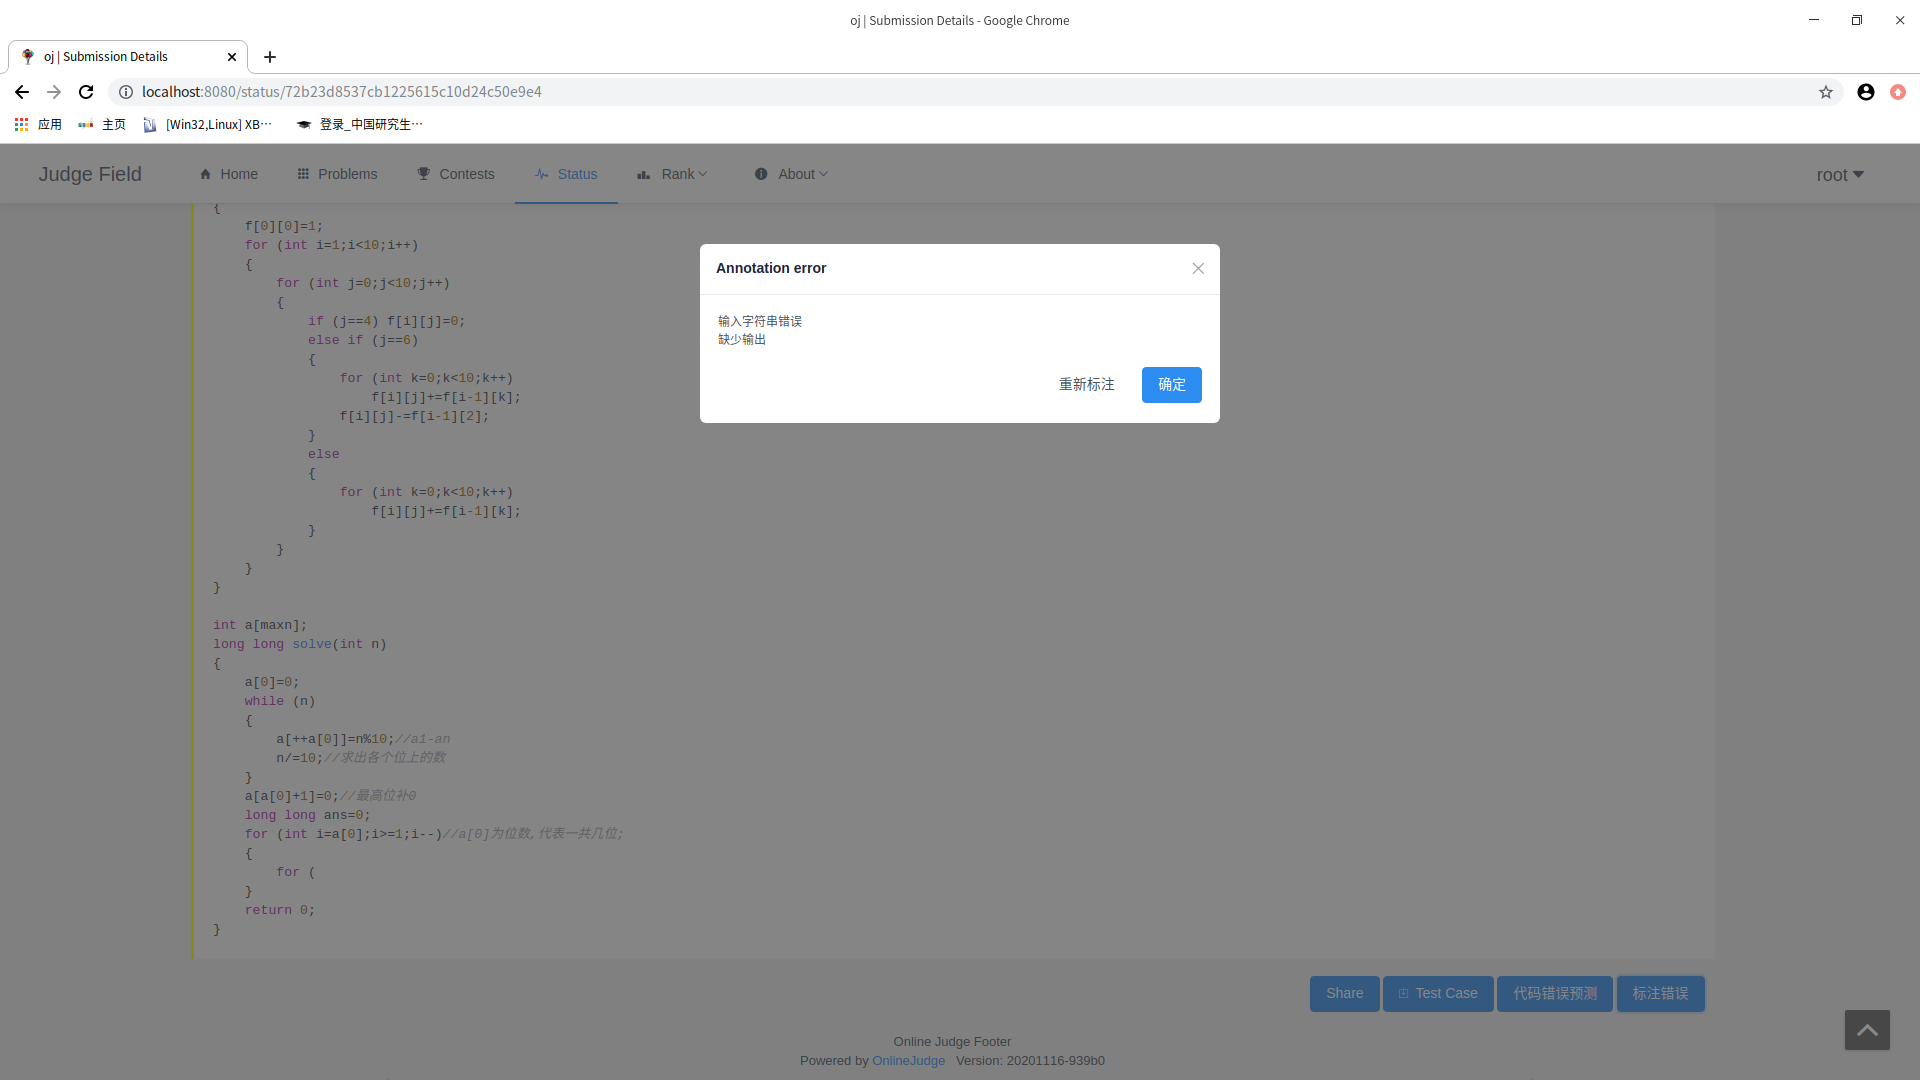 oj | Submission Details - Google Chrome
oj | Submission Details
localhost:8080/status/72b23d8537cb1225615c10d24c50e9e4
应用 主页 [Win32,Linux] XB… 登录_中国研究生…
Judge Field Home Problems Contests Status Rank About root
{
f[0][0]=1;
for (int i=1;i<10;i++)
{
for (int j=0;j<10;j++)
{
if (j==4) f[i][j]=0;
else if (j==6)
{
for (int k=0;k<10;k++)
f[i][j]+=f[i-1][k];
f[i][j]-=f[i-1][2];
}
else
{
for (int k=0;k<10;k++)
f[i][j]+=f[i-1][k];
}
}
}
}
int a[maxn];
long long solve(int n)
{
a[0]=0;
while (n)
{
a[++a[0]]=n%10;//a1-an
n/=10;//求出各个位上的数
}
a[a[0]+1]=0;//最高位补0
long long ans=0;
for (int i=a[0];i>=1;i--)//a[0]为位数,代表一共几位;
{
for (
}
return 0;
}
Annotation error
输入字符串错误
缺少输出
重新标注 确定
Share Test Case 代码错误预测 标注错误
Online Judge Footer
Powered by OnlineJudge Version: 20201116-939b0